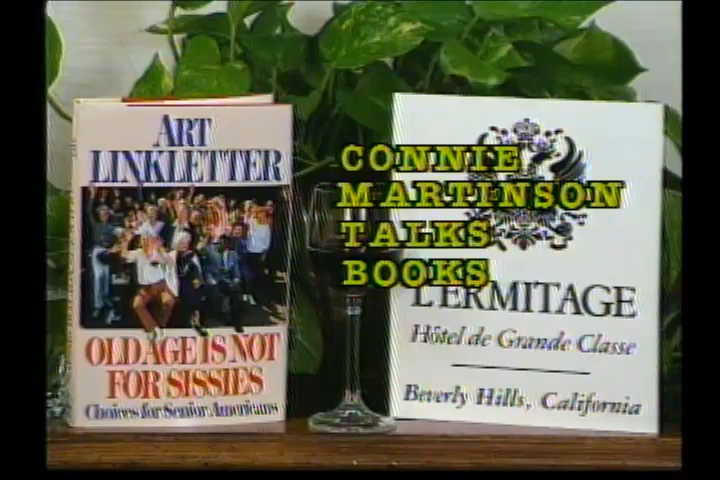 ART
LINKLETTER
OLD AGE IS NOT
FOR SISSIES
Choices for Senior Americans
CONNIE
MARTINSON
TALKS
BOOKS
L'ERMITAGE
Hôtel de Grande Classe
Beverly Hills, California